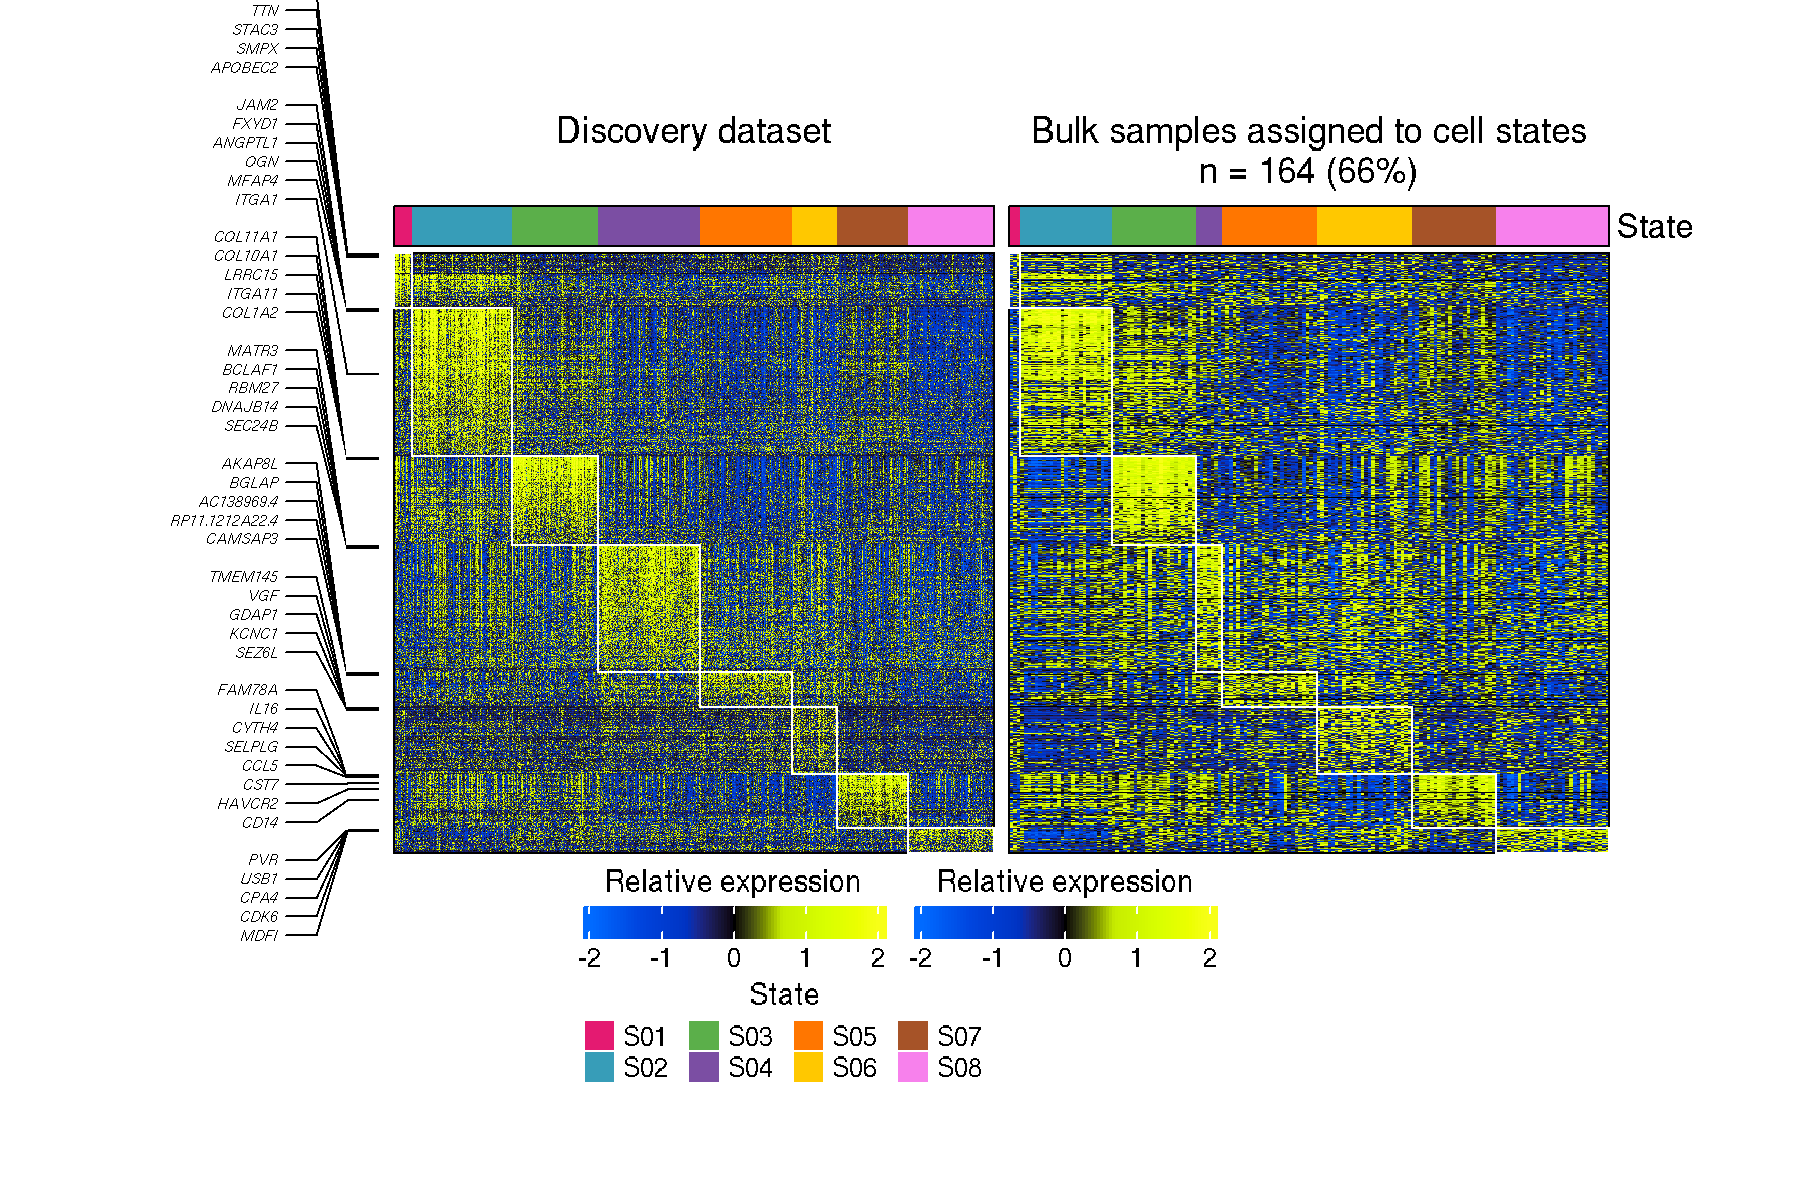 TTN
STAC3
SMPX
APOBEC2
JAM2
FXYD1
ANGPTL1
OGN
MFAP4
ITGA1
COL11A1
COL10A1
LRRC15
ITGA11
COL1A2
MATR3
BCLAF1
RBM27
DNAJB14
SEC24B
AKAP8L
BGLAP
AC138969.4
RP11.1212A22.4
CAMSAP3
TMEM145
VGF
GDAP1
KCNC1
SEZ6L
FAM78A
IL16
CYTH4
SELPLG
CCL5
CST7
HAVCR2
CD14
PVR
USB1
CPA4
CDK6
MDFI
Discovery dataset
Bulk samples assigned to cell states
n = 164 (66%)
State
Relative expression
-2 -1 0 1 2
Relative expression
-2 -1 0 1 2
State
S01 S03 S05 S07
S02 S04 S06 S08